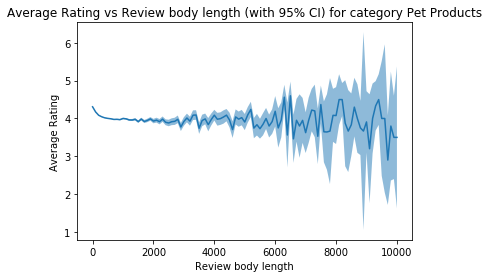 Average Rating vs Review body length (with 95% CI) for category Pet Products
6
5
4
3
2
1
Average Rating
0 2000 4000 6000 8000 10000
Review body length